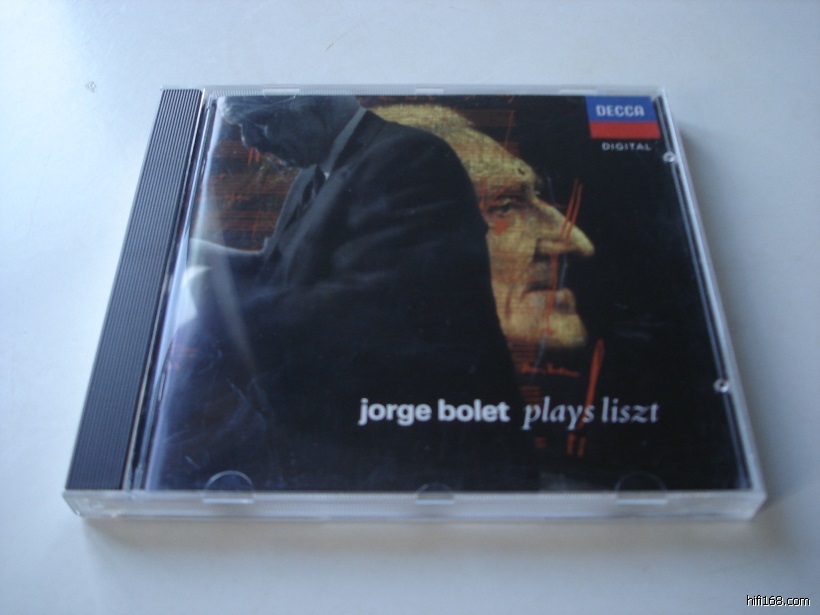 DECCA
DIGITAL
jorge bolet plays liszt
hifi168.com